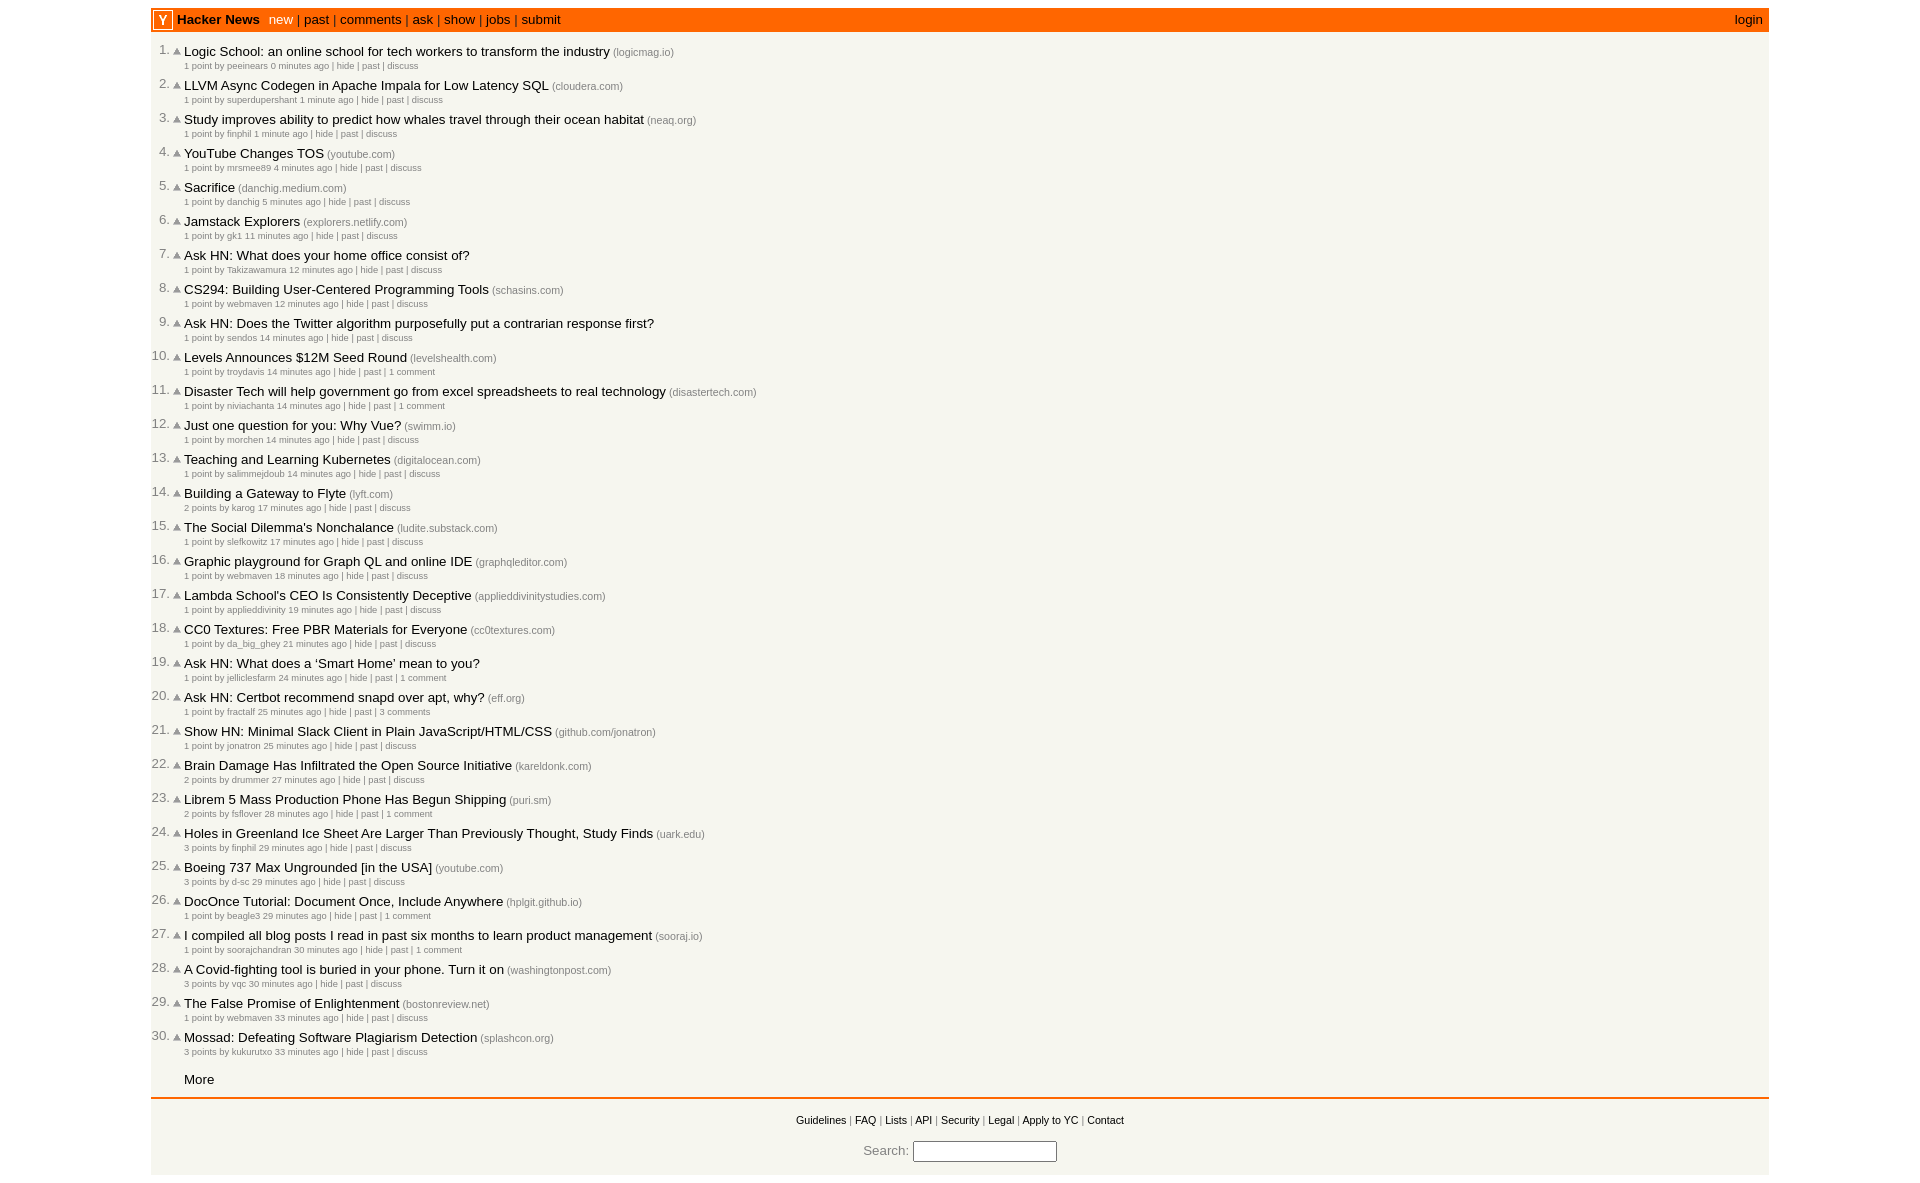 Y Hacker News new | past | comments | ask | show | jobs | submit login
1. Logic School: an online school for tech workers to transform the industry (logicmag.io)
1 point by peeinears 0 minutes ago | hide | past | discuss
2. LLVM Async Codegen in Apache Impala for Low Latency SQL (cloudera.com)
1 point by superdupershant 1 minute ago | hide | past | discuss
3. Study improves ability to predict how whales travel through their ocean habitat (neaq.org)
1 point by finphil 1 minute ago | hide | past | discuss
4. YouTube Changes TOS (youtube.com)
1 point by mrsmee89 4 minutes ago | hide | past | discuss
5. Sacrifice (danchig.medium.com)
1 point by danchig 5 minutes ago | hide | past | discuss
6. Jamstack Explorers (explorers.netlify.com)
1 point by gk1 11 minutes ago | hide | past | discuss
7. Ask HN: What does your home office consist of?
1 point by Takizawamura 12 minutes ago | hide | past | discuss
8. CS294: Building User-Centered Programming Tools (schasins.com)
1 point by webmaven 12 minutes ago | hide | past | discuss
9. Ask HN: Does the Twitter algorithm purposefully put a contrarian response first?
1 point by sendos 14 minutes ago | hide | past | discuss
10. Levels Announces $12M Seed Round (levelshealth.com)
1 point by troydavis 14 minutes ago | hide | past | 1 comment
11. Disaster Tech will help government go from excel spreadsheets to real technology (disastertech.com)
1 point by niviachanta 14 minutes ago | hide | past | 1 comment
12. Just one question for you: Why Vue? (swimm.io)
1 point by morchen 14 minutes ago | hide | past | discuss
13. Teaching and Learning Kubernetes (digitalocean.com)
1 point by salimmejdoub 14 minutes ago | hide | past | discuss
14. Building a Gateway to Flyte (lyft.com)
2 points by karog 17 minutes ago | hide | past | discuss
15. The Social Dilemma's Nonchalance (ludite.substack.com)
1 point by slefkowitz 17 minutes ago | hide | past | discuss
16. Graphic playground for Graph QL and online IDE (graphqleditor.com)
1 point by webmaven 18 minutes ago | hide | past | discuss
17. Lambda School's CEO Is Consistently Deceptive (applieddivinitystudies.com)
1 point by applieddivinity 19 minutes ago | hide | past | discuss
18. CC0 Textures: Free PBR Materials for Everyone (cc0textures.com)
1 point by da_big_ghey 21 minutes ago | hide | past | discuss
19. Ask HN: What does a ‘Smart Home’ mean to you?
1 point by jelliclesfarm 24 minutes ago | hide | past | 1 comment
20. Ask HN: Certbot recommend snapd over apt, why? (eff.org)
1 point by fractalf 25 minutes ago | hide | past | 3 comments
21. Show HN: Minimal Slack Client in Plain JavaScript/HTML/CSS (github.com/jonatron)
1 point by jonatron 25 minutes ago | hide | past | discuss
22. Brain Damage Has Infiltrated the Open Source Initiative (kareldonk.com)
2 points by drummer 27 minutes ago | hide | past | discuss
23. Librem 5 Mass Production Phone Has Begun Shipping (puri.sm)
2 points by fsflover 28 minutes ago | hide | past | 1 comment
24. Holes in Greenland Ice Sheet Are Larger Than Previously Thought, Study Finds (uark.edu)
3 points by finphil 29 minutes ago | hide | past | discuss
25. Boeing 737 Max Ungrounded [in the USA] (youtube.com)
3 points by d-sc 29 minutes ago | hide | past | discuss
26. DocOnce Tutorial: Document Once, Include Anywhere (hplgit.github.io)
1 point by beagle3 29 minutes ago | hide | past | 1 comment
27. I compiled all blog posts I read in past six months to learn product management (sooraj.io)
1 point by soorajchandran 30 minutes ago | hide | past | 1 comment
28. A Covid-fighting tool is buried in your phone. Turn it on (washingtonpost.com)
3 points by vqc 30 minutes ago | hide | past | discuss
29. The False Promise of Enlightenment (bostonreview.net)
1 point by webmaven 33 minutes ago | hide | past | discuss
30. Mossad: Defeating Software Plagiarism Detection (splashcon.org)
3 points by kukurutxo 33 minutes ago | hide | past | discuss
More
Guidelines | FAQ | Lists | API | Security | Legal | Apply to YC | Contact
Search: